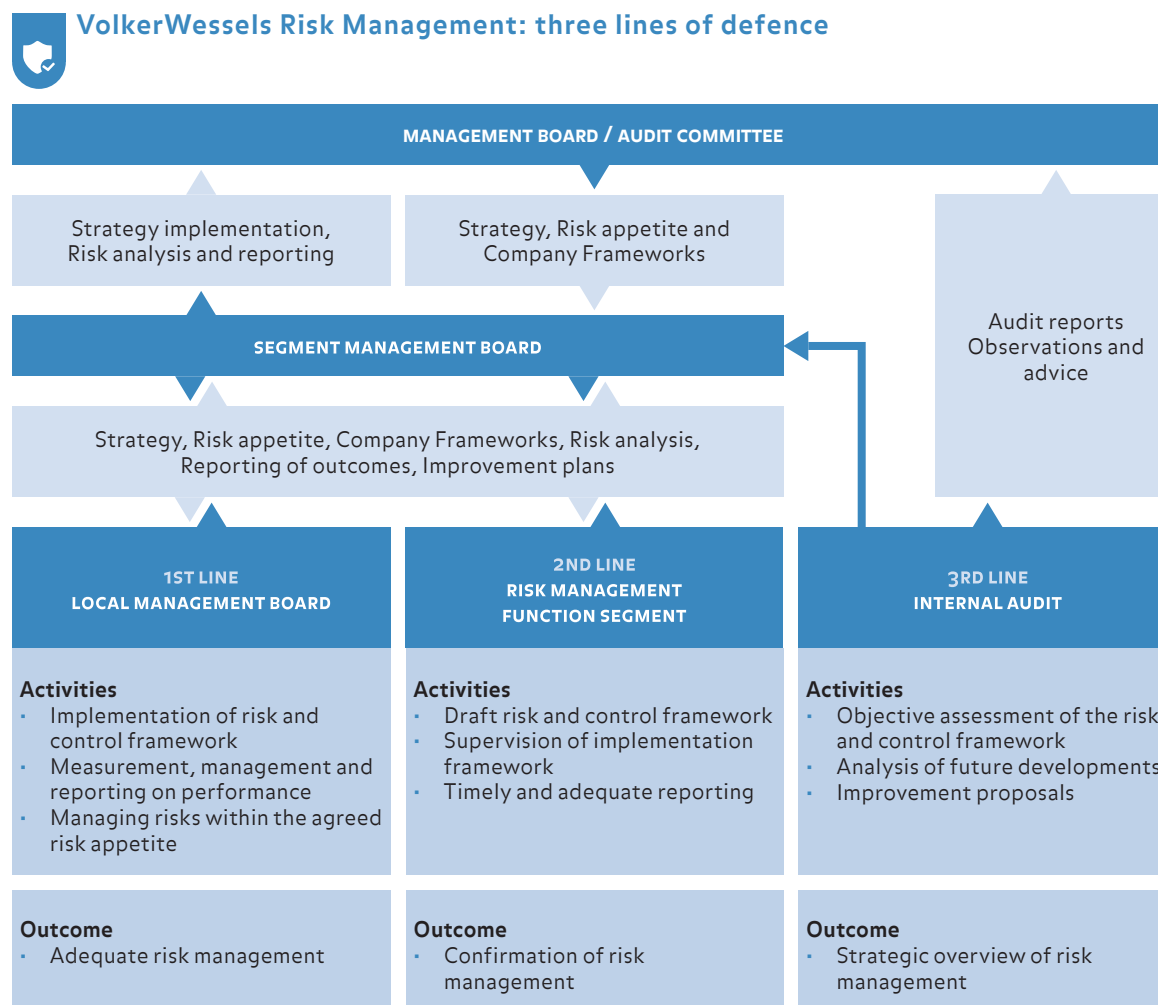 VolkerWessels Risk Management: three lines of defence
MANAGEMENT BOARD / AUDIT COMMITTEE
Strategy implementation,
Risk analysis and reporting
Strategy, Risk appetite and
Company Frameworks
Audit reports
Observations and
advice
SEGMENT MANAGEMENT BOARD
Strategy, Risk appetite, Company Frameworks, Risk analysis,
Reporting of outcomes, Improvement plans
1ST LINE
LOCAL MANAGEMENT BOARD
2ND LINE
RISK MANAGEMENT
FUNCTION SEGMENT
3RD LINE
INTERNAL AUDIT
Activities
· Implementation of risk and
control framework
· Measurement, management and
reporting on performance
· Managing risks within the agreed
risk appetite
Activities
· Draft risk and control framework
· Supervision of implementation
framework
· Timely and adequate reporting
Activities
· Objective assessment of the risk
and control framework
· Analysis of future developments
· Improvement proposals
Outcome
· Adequate risk management
Outcome
· Confirmation of risk
management
Outcome
· Strategic overview of risk
management